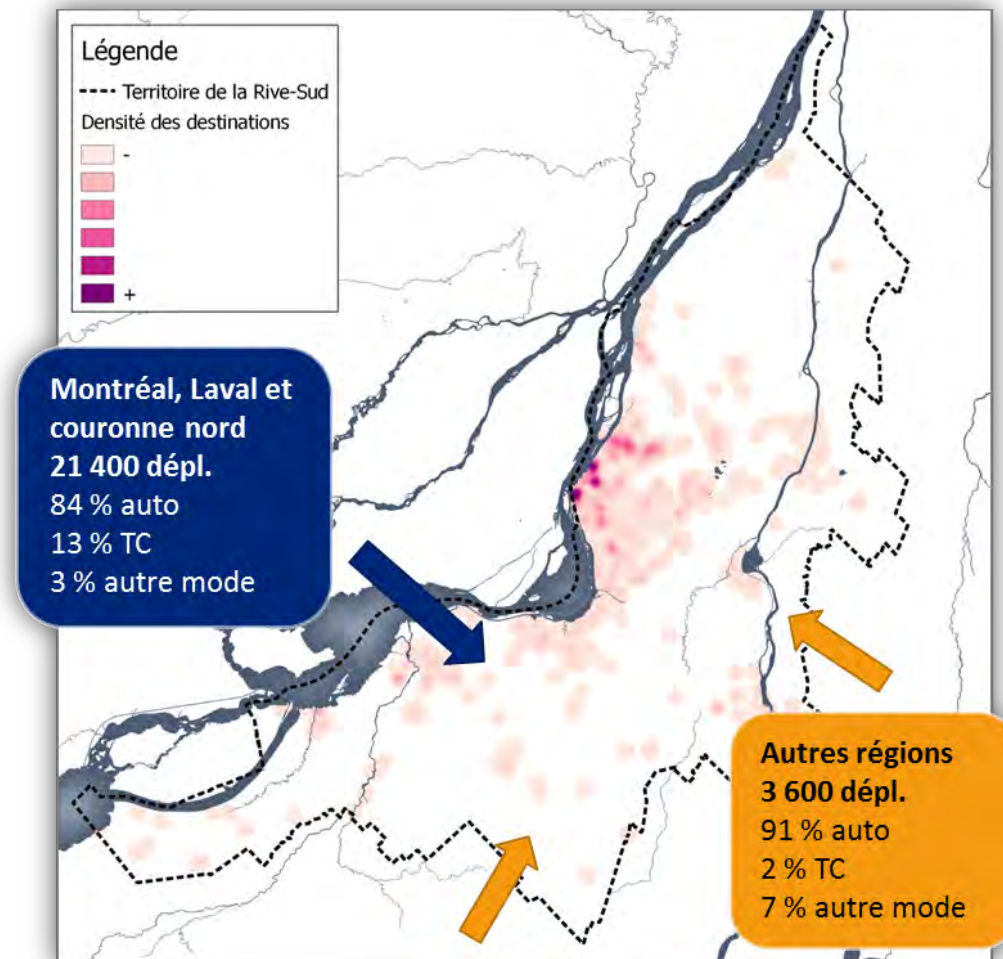 Légende
Territoire de la Rive-Sud
Densité des destinations
-
+
Montréal, Laval et
couronne nord
21 400 dépl.
84 % auto
13 % TC
3 % autre mode
Autres régions
3 600 dépl.
91 % auto
2 % TC
7 % autre mode